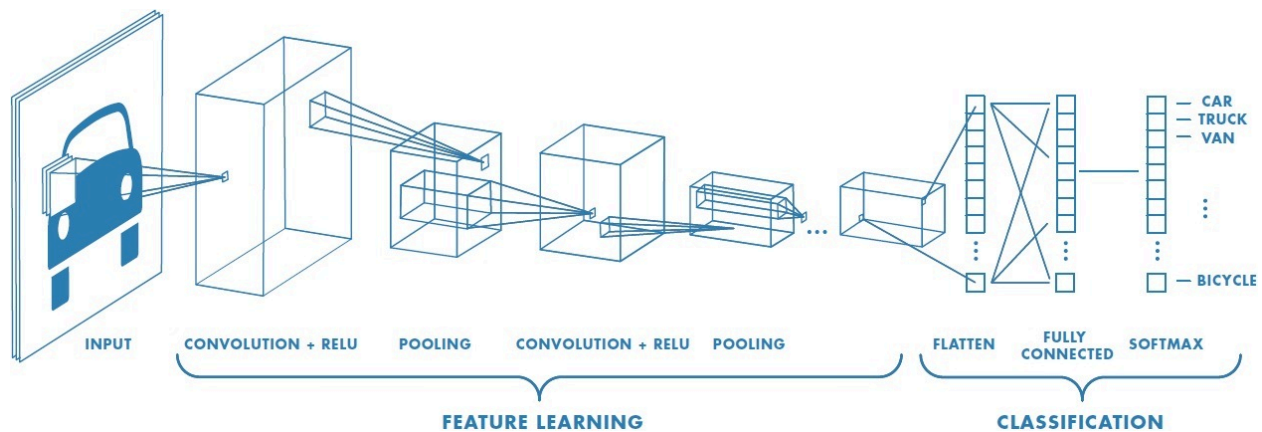 CAR
TRUCK
VAN
BICYCLE
INPUT
CONVOLUTION + RELU
POOLING
CONVOLUTION + RELU
POOLING
FLATTEN
FULLY
CONNECTED
SOFTMAX
FEATURE LEARNING
CLASSIFICATION